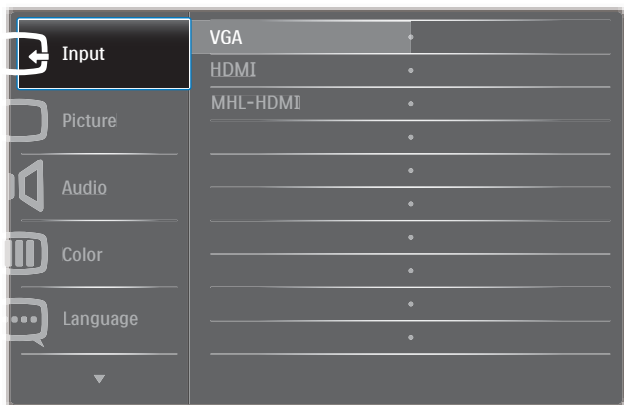 Input
Picture
Audio
Color
Language
VGA
HDMI
MHL-HDMI